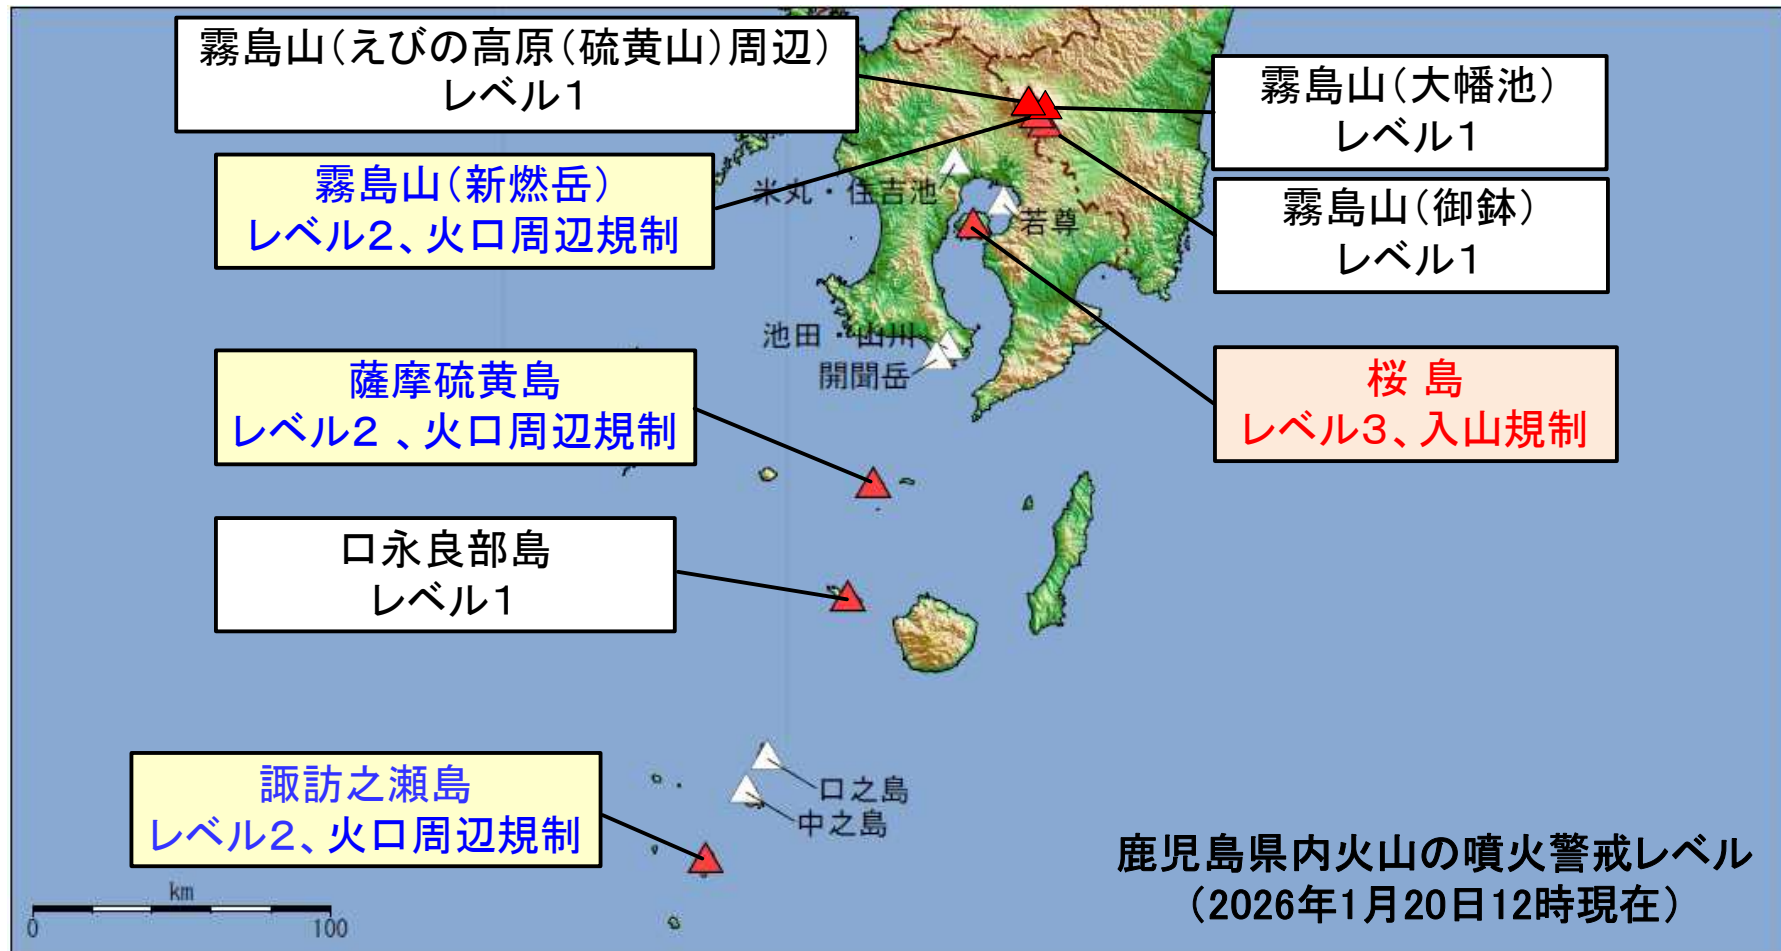 霧島山(えびの高原(硫黄山)周辺)
レベル1
霧島山(大幡池)
レベル1
霧島山(新燃岳)
レベル2、火口周辺規制
霧島山(御鉢)
レベル1
米丸・住吉池
若尊
池田・山川
開聞岳
薩摩硫黄島
レベル2 、火口周辺規制
桜 島
レベル3、入山規制
口永良部島
レベル1
口之島
中之島
諏訪之瀬島
レベル2、火口周辺規制
鹿児島県内火山の噴火警戒レベル
(2026年1月20日12時現在)
km
0 100